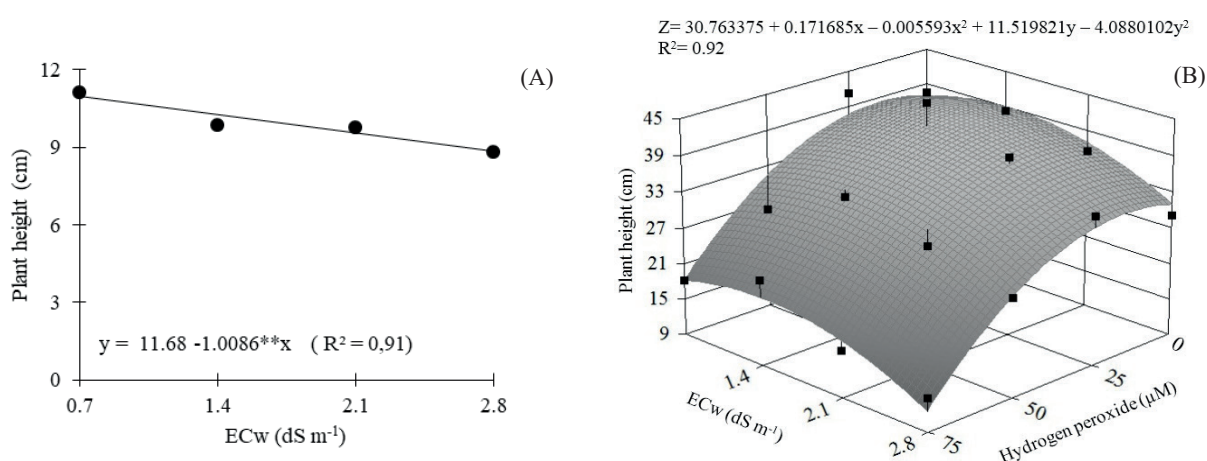 (A)
Plant height (cm)
12
9
6
3
0
y = 11.68 -1.0086**x ( R² = 0,91)
0.7 1.4 2.1 2.8
ECw (dS m⁻¹)
Z= 30.763375 + 0.171685x – 0.005593x² + 11.519821y – 4.0880102y²
R²= 0.92
(B)
Plant height (cm)
45
39
33
27
21
15
9
1.4
2.1
2.8
ECw (dS m⁻¹)
75
50
25
0
Hydrogen peroxide (µM)